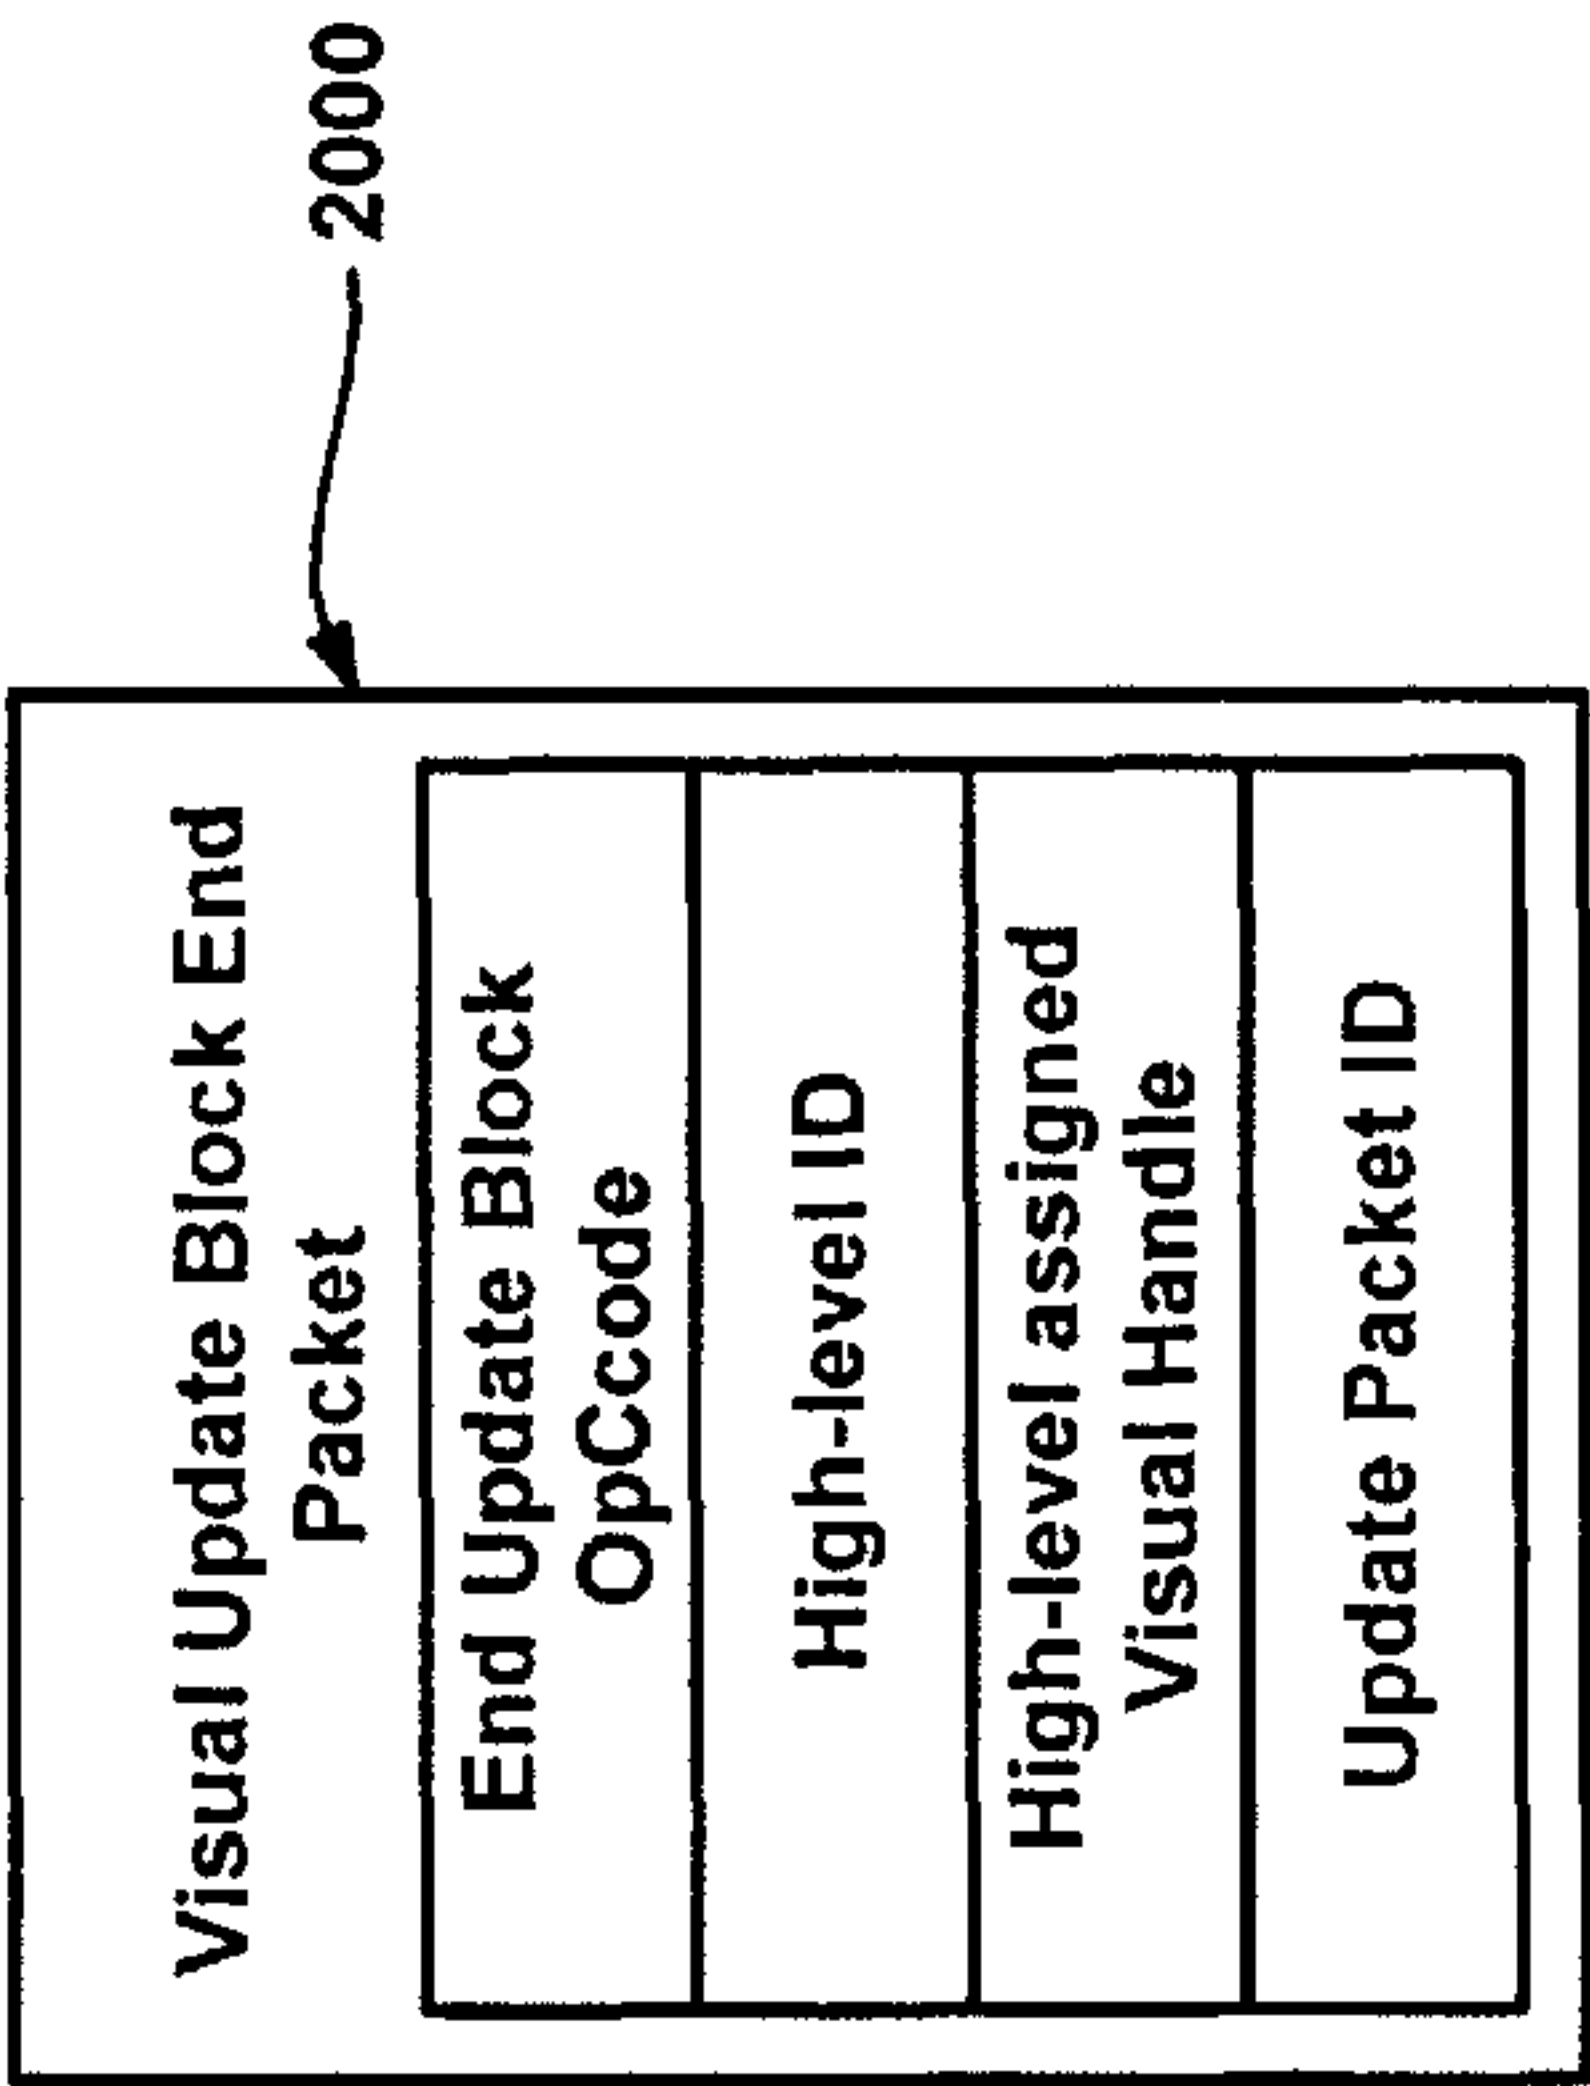 Visual Update Block End
Packet
End Update Block
OpCcode
High-level ID
High-level assigned
Visual Handle
Update Packet ID
2000